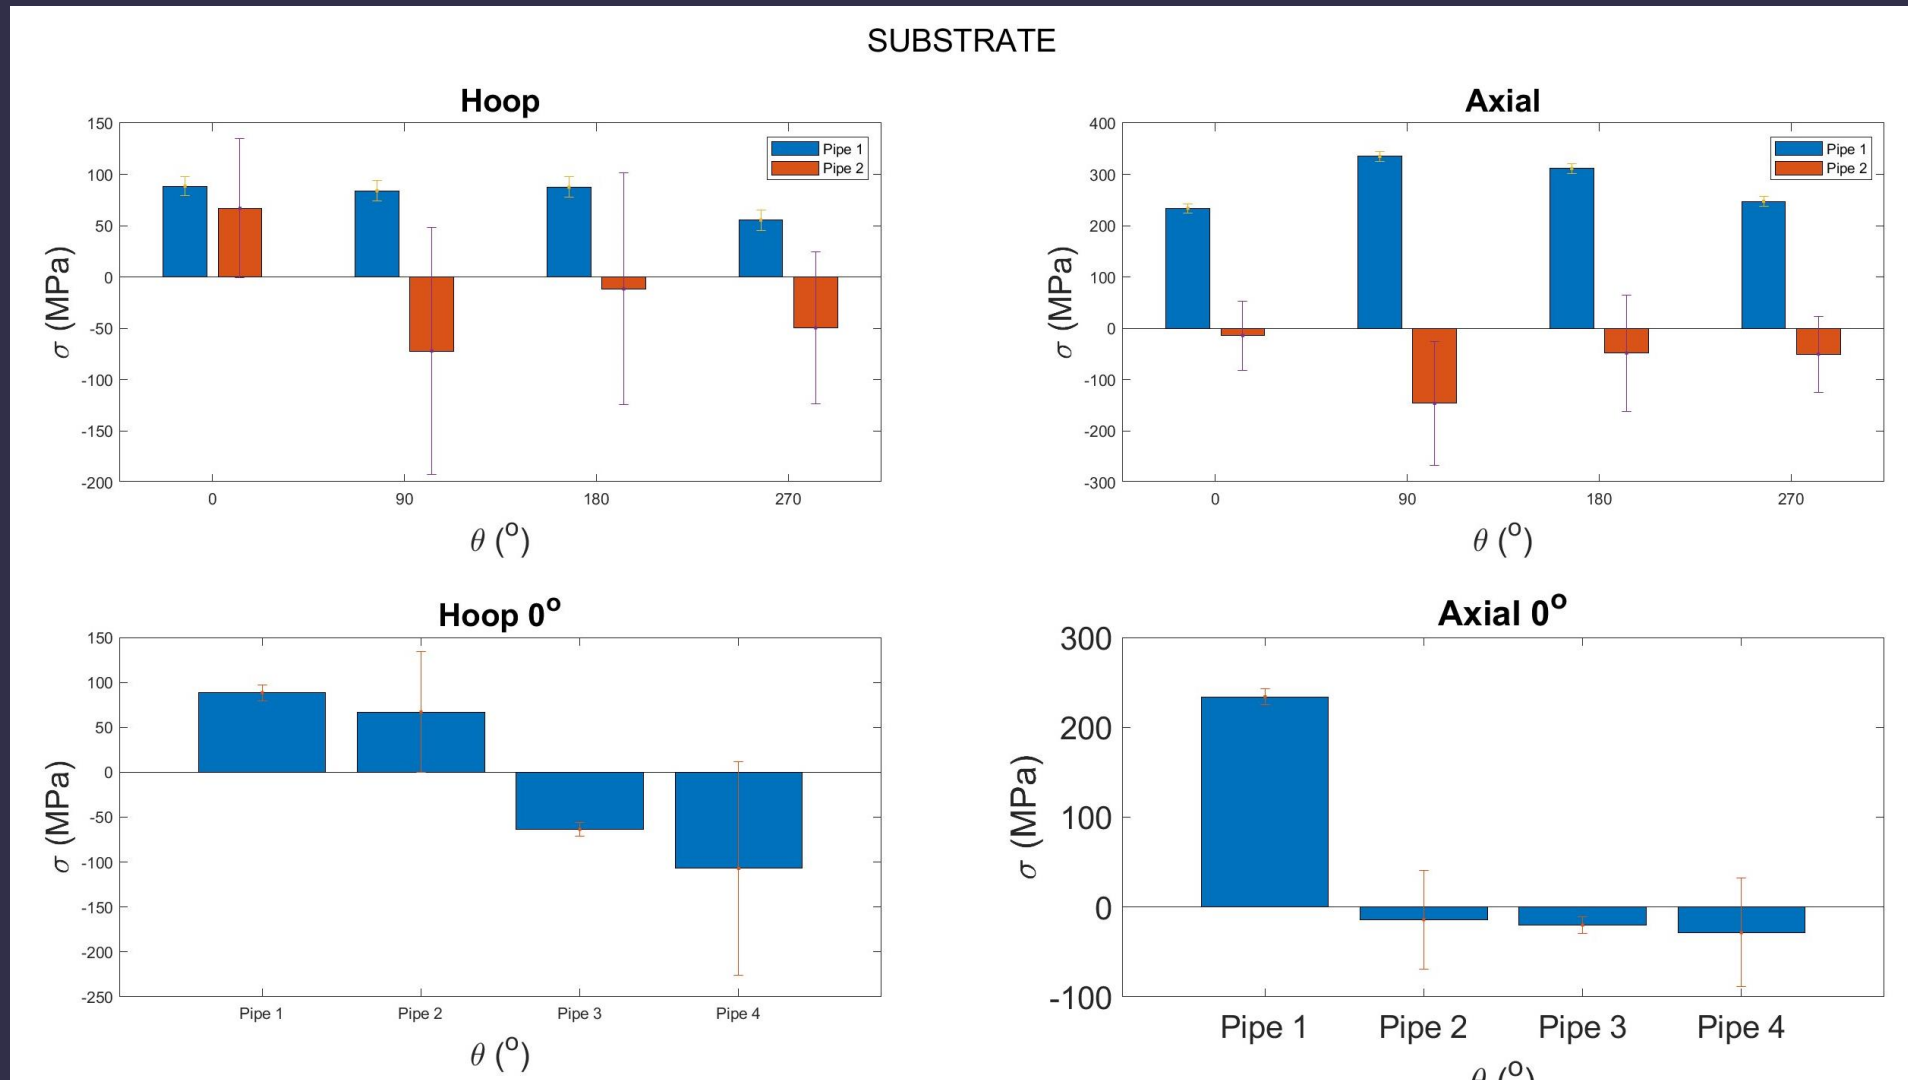 SUBSTRATE
Hoop
150
100
50
0
-50
-100
-150
-200
σ (MPa)
Pipe 1
Pipe 2
0 90 180 270
θ (o)
Axial
400
300
200
100
0
-100
-200
-300
σ (MPa)
Pipe 1
Pipe 2
0 90 180 270
θ (o)
Hoop 0o
150
100
50
0
-50
-100
-150
-200
-250
σ (MPa)
Pipe 1 Pipe 2 Pipe 3 Pipe 4
θ (o)
Axial 0o
300
200
100
0
-100
σ (MPa)
Pipe 1 Pipe 2 Pipe 3 Pipe 4
θ (o)